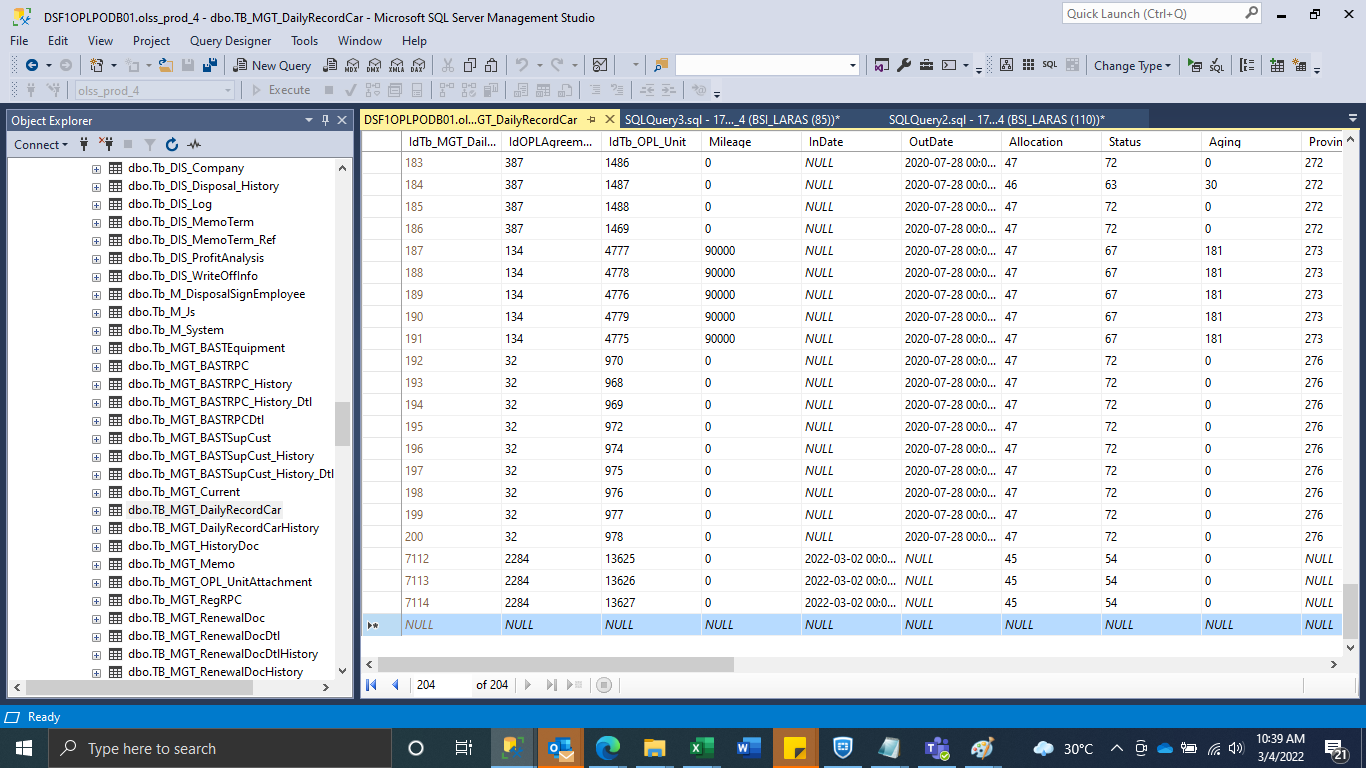 DSF1OPLPODB01.olss_prod_4 - dbo.TB_MGT_DailyRecordCar - Microsoft SQL Server Management Studio
Quick Launch (Ctrl+Q)
File Edit View Project Query Designer Tools Window Help
New Query MDX DMX XMLA DAX SQL Change Type
olss_prod_4 Execute
Object Explorer
DSF1OPLPODB01.ol...GT_DailyRecordCar SQLQuery3.sql - 17..._4 (BSI_LARAS (85))* SQLQuery2.sql - 17...4 (BSI_LARAS (110))*
Connect
dbo.Tb_DIS_Company
dbo.Tb_DIS_Disposal_History
dbo.Tb_DIS_Log
dbo.Tb_DIS_MemoTerm
dbo.Tb_DIS_MemoTerm_Ref
dbo.Tb_DIS_ProfitAnalysis
dbo.Tb_DIS_WriteOffInfo
dbo.Tb_M_DisposalSignEmployee
dbo.Tb_M_Js
dbo.Tb_M_System
dbo.Tb_MGT_BASTEquipment
dbo.Tb_MGT_BASTRPC
dbo.Tb_MGT_BASTRPC_History
dbo.Tb_MGT_BASTRPC_History_Dtl
dbo.Tb_MGT_BASTRPCDtl
dbo.Tb_MGT_BASTSupCust
dbo.Tb_MGT_BASTSupCust_History
dbo.Tb_MGT_BASTSupCust_History_Dtl
dbo.Tb_MGT_Current
dbo.TB_MGT_DailyRecordCar
dbo.TB_MGT_DailyRecordCarHistory
dbo.Tb_MGT_HistoryDoc
dbo.Tb_MGT_Memo
dbo.Tb_MGT_OPL_UnitAttachment
dbo.Tb_MGT_RegRPC
dbo.TB_MGT_RenewalDoc
dbo.TB_MGT_RenewalDocDtl
dbo.TB_MGT_RenewalDocDtlHistory
dbo.TB_MGT_RenewalDocHistory
IdTb_MGT_Dail... IdOPLAgreem... IdTb_OPL_Unit Mileage InDate OutDate Allocation Status Aging Provin
183 387 1486 0 NULL 2020-07-28 00:0... 47 72 0 272
184 387 1487 0 NULL 2020-07-28 00:0... 46 63 30 272
185 387 1488 0 NULL 2020-07-28 00:0... 47 72 0 272
186 387 1469 0 NULL 2020-07-28 00:0... 47 72 0 272
187 134 4777 90000 NULL 2020-07-28 00:0... 47 67 181 273
188 134 4778 90000 NULL 2020-07-28 00:0... 47 67 181 273
189 134 4776 90000 NULL 2020-07-28 00:0... 47 67 181 273
190 134 4779 90000 NULL 2020-07-28 00:0... 47 67 181 273
191 134 4775 90000 NULL 2020-07-28 00:0... 47 67 181 273
192 32 970 0 NULL 2020-07-28 00:0... 47 72 0 276
193 32 968 0 NULL 2020-07-28 00:0... 47 72 0 276
194 32 969 0 NULL 2020-07-28 00:0... 47 72 0 276
195 32 972 0 NULL 2020-07-28 00:0... 47 72 0 276
196 32 974 0 NULL 2020-07-28 00:0... 47 72 0 276
197 32 975 0 NULL 2020-07-28 00:0... 47 72 0 276
198 32 976 0 NULL 2020-07-28 00:0... 47 72 0 276
199 32 977 0 NULL 2020-07-28 00:0... 47 72 0 276
200 32 978 0 NULL 2020-07-28 00:0... 47 72 0 276
7112 2284 13625 0 2022-03-02 00:0... NULL 45 54 0 NULL
7113 2284 13626 0 2022-03-02 00:0... NULL 45 54 0 NULL
7114 2284 13627 0 2022-03-02 00:0... NULL 45 54 0 NULL
NULL NULL NULL NULL NULL NULL NULL NULL NULL NULL
204 of 204
Ready
Type here to search
30°C
10:39 AM
3/4/2022
21